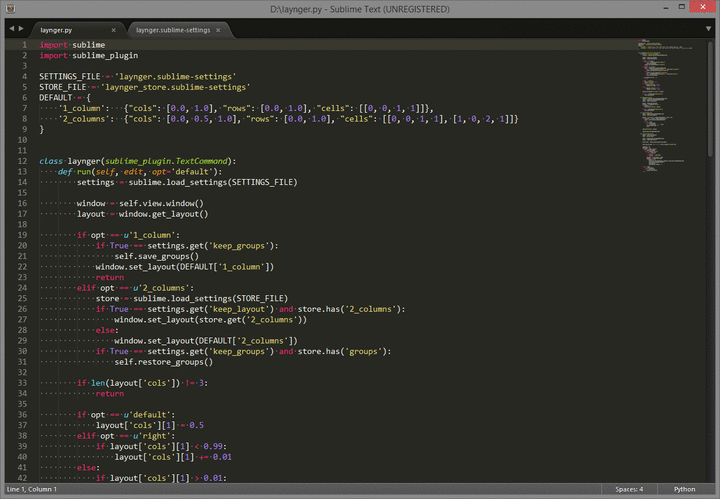 D:\laynger.py - Sublime Text (UNREGISTERED)
laynger.py
laynger.sublime-settings
1 import sublime
2 import sublime_plugin
3
4 SETTINGS_FILE = 'laynger.sublime-settings'
5 STORE_FILE = 'laynger_store.sublime-settings'
6 DEFAULT = {
7     '1_column':  {"cols": [0.0, 1.0], "rows": [0.0, 1.0], "cells": [[0, 0, 1, 1]]},
8     '2_columns': {"cols": [0.0, 0.5, 1.0], "rows": [0.0, 1.0], "cells": [[0, 0, 1, 1], [1, 0, 2, 1]]}
9 }
10
11
12 class laynger(sublime_plugin.TextCommand):
13     def run(self, edit, opt='default'):
14         settings = sublime.load_settings(SETTINGS_FILE)
15
16         window = self.view.window()
17         layout = window.get_layout()
18
19         if opt == u'1_column':
20             if True == settings.get('keep_groups'):
21                 self.save_groups()
22             window.set_layout(DEFAULT['1_column'])
23             return
24         elif opt == u'2_columns':
25             store = sublime.load_settings(STORE_FILE)
26             if True == settings.get('keep_layout') and store.has('2_columns'):
27                 window.set_layout(store.get('2_columns'))
28             else:
29                 window.set_layout(DEFAULT['2_columns'])
30             if True == settings.get('keep_groups') and store.has('groups'):
31                 self.restore_groups()
32
33         if len(layout['cols']) != 3:
34             return
35
36         if opt == u'default':
37             layout['cols'][1] = 0.5
38         elif opt == u'right':
39             if layout['cols'][1] < 0.99:
40                 layout['cols'][1] += 0.01
41         else:
42             if layout['cols'][1] > 0.01:
Line 1, Column 1
Spaces: 4
Python